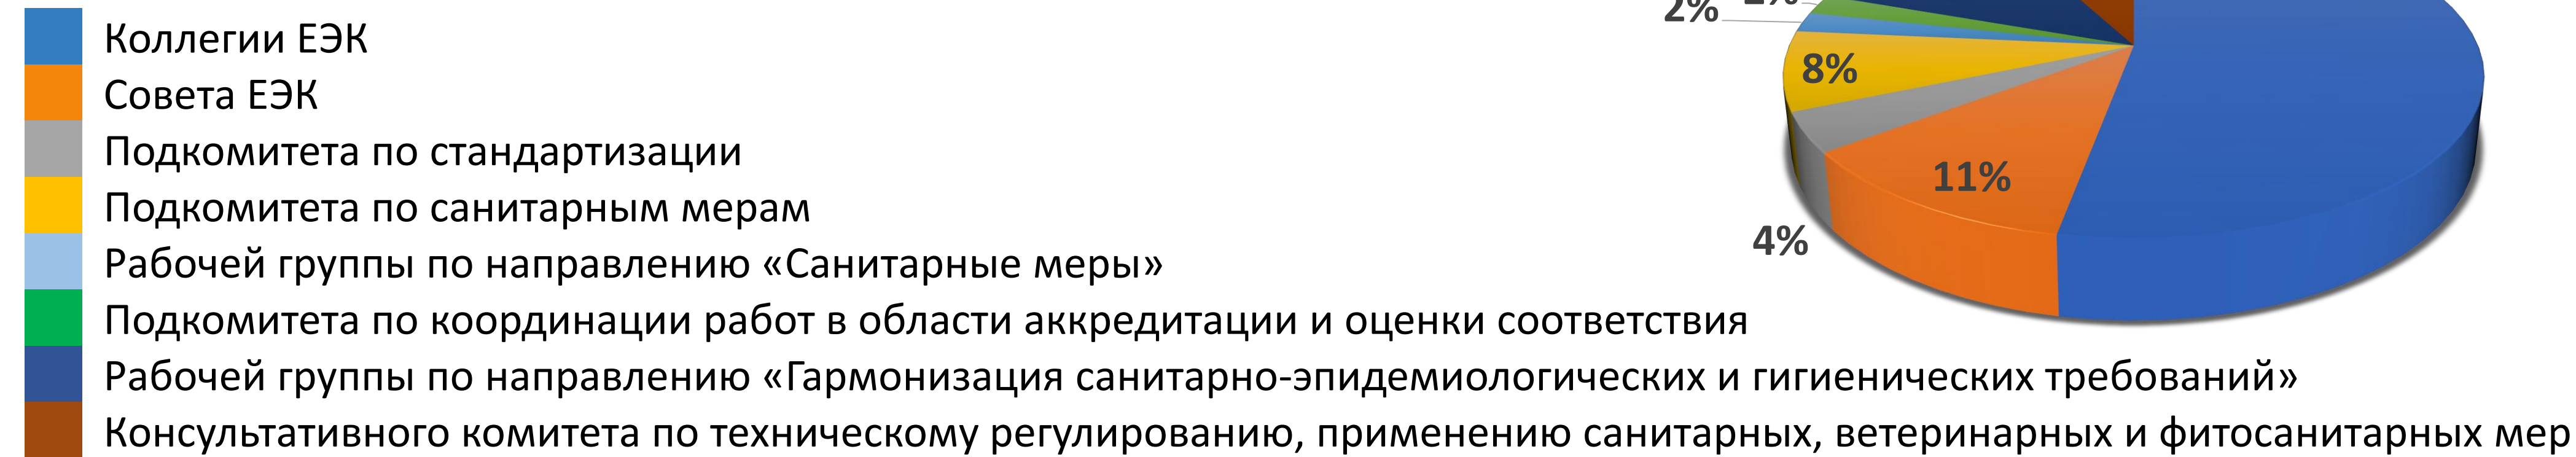 2%
Коллегии ЕЭК
8%
Совета ЕЭК
Подкомитета по стандартизации
11%
Подкомитета по санитарным мерам
4%
Рабочей группы по направлению «Санитарные меры»
Подкомитета по координации работ в области аккредитации и оценки соответствия
Рабочей группы по направлению «Гармонизация санитарно-эпидемиологических и гигиенических требований»
Консультативного комитета по техническому регулированию, применению санитарных, ветеринарных и фитосанитарных мер